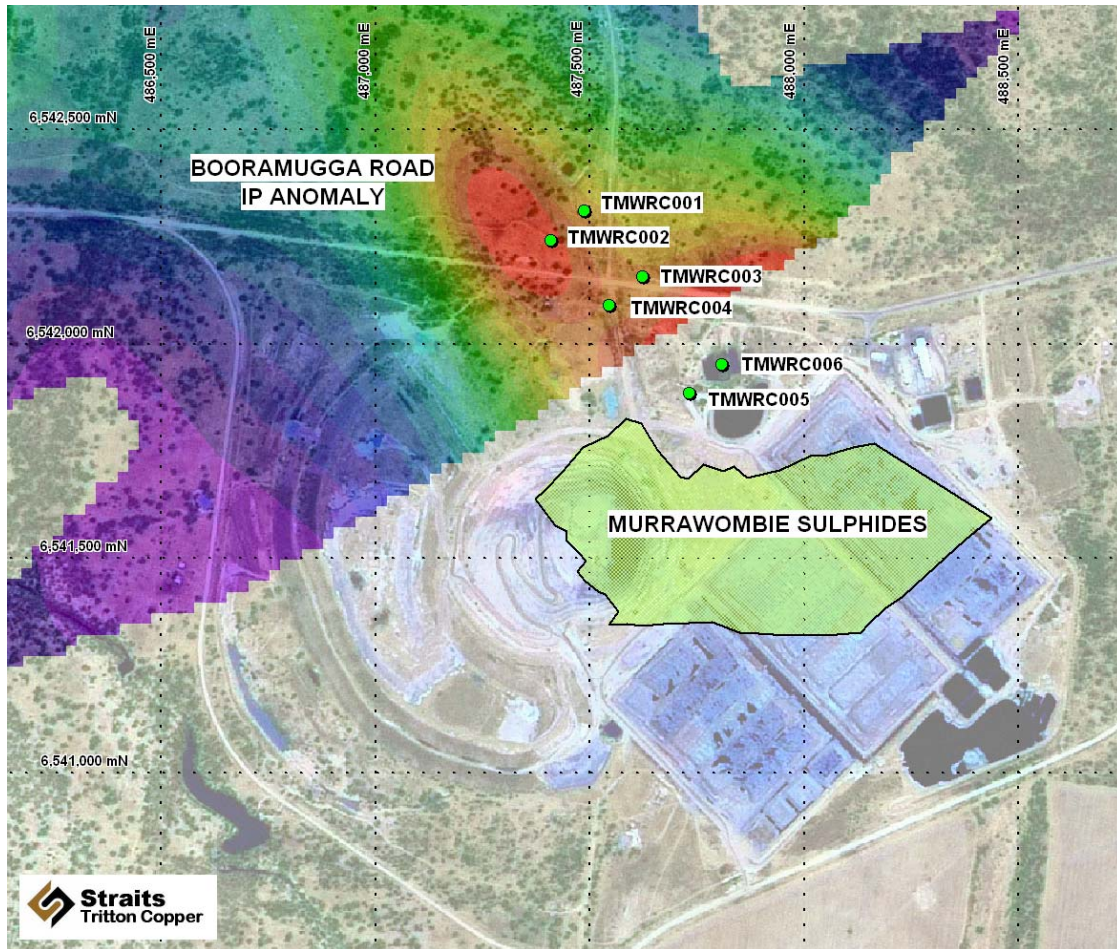 486,500 mE
487,000 mE
487,500 mE
488,000 mE
488,500 mE
6,542,500 mN
BOORAMUGGA ROAD
IP ANOMALY
TMWRC001
TMWRC002
TMWRC003
TMWRC004
6,542,000 mN
TMWRC006
TMWRC005
MURRAWOMBIE SULPHIDES
6,541,500 mN
6,541,000 mN
Straits
Tritton Copper